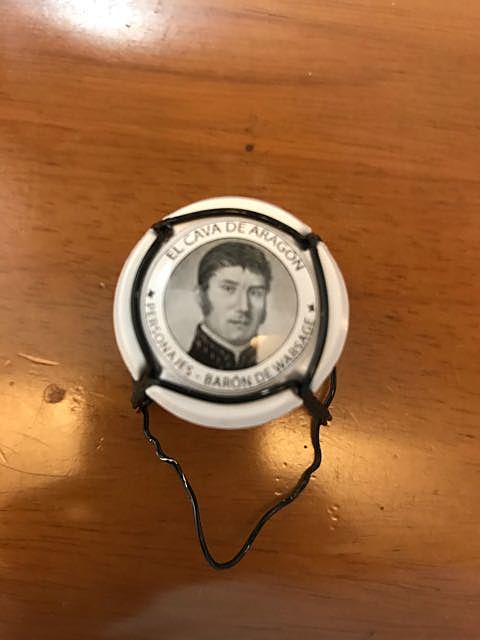 EL CAVA DE ARAGÓN
★ PERSONAJES - BARÓN DE WARSAGE ★